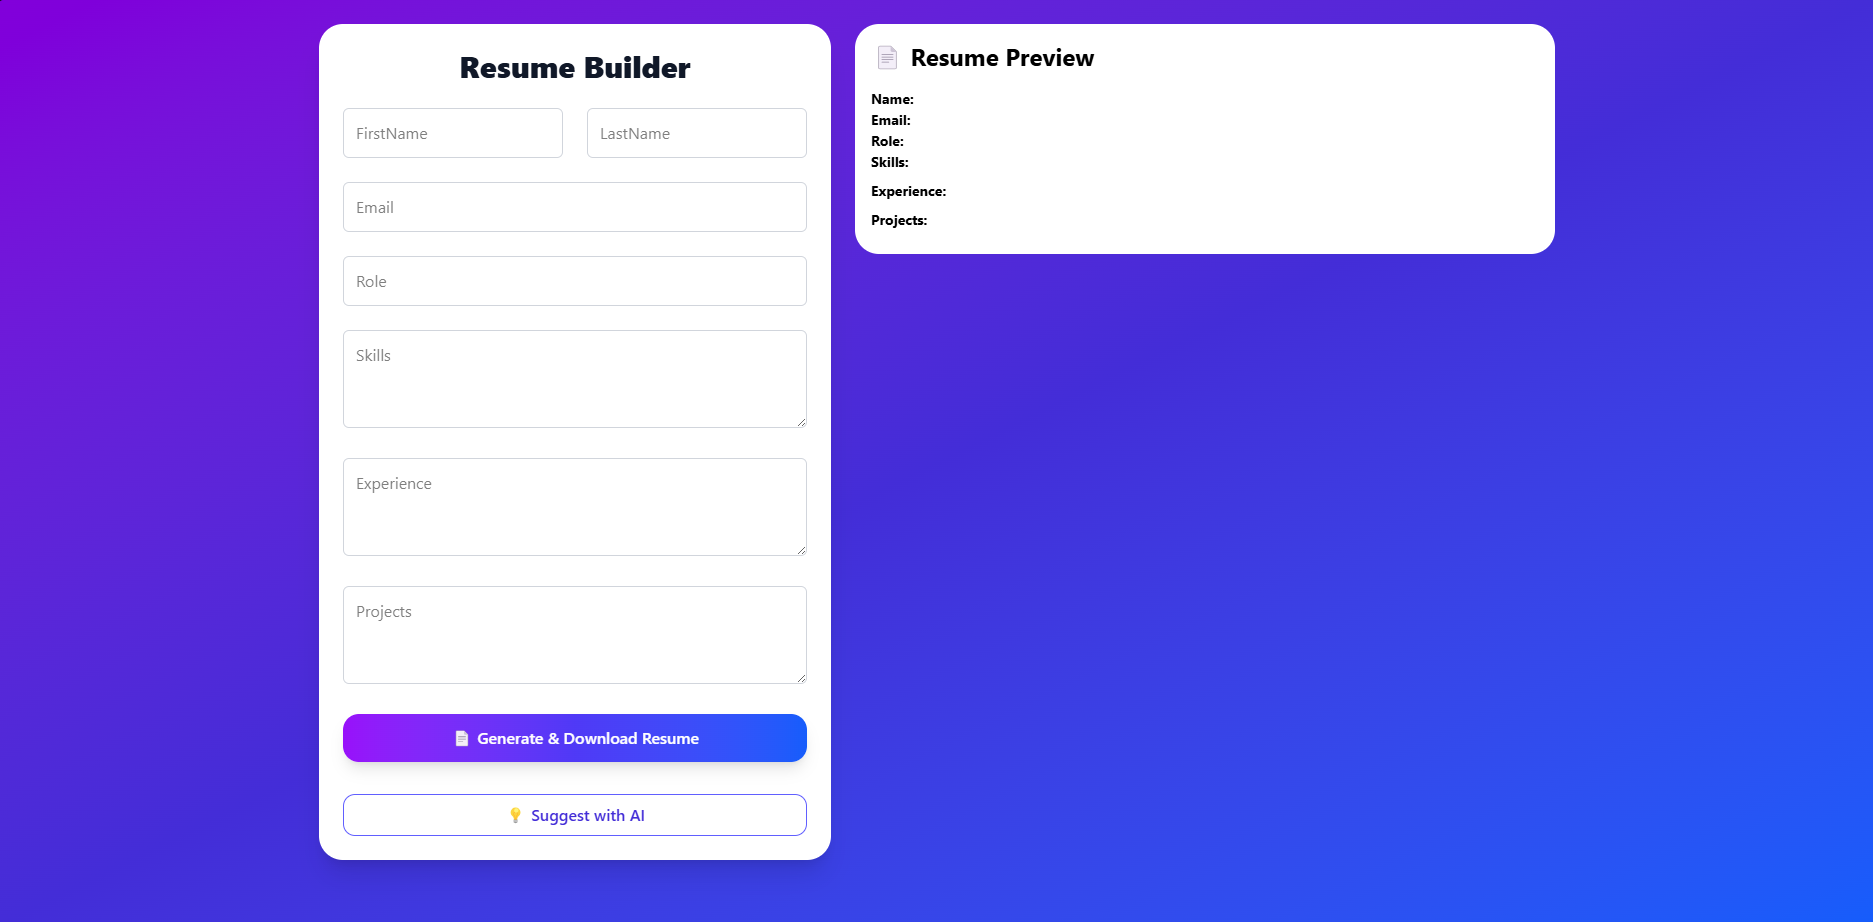 Resume Builder
FirstName
LastName
Email
Role
Skills
Experience
Projects
Generate & Download Resume
Suggest with AI
Resume Preview
Name:
Email:
Role:
Skills:
Experience:
Projects: